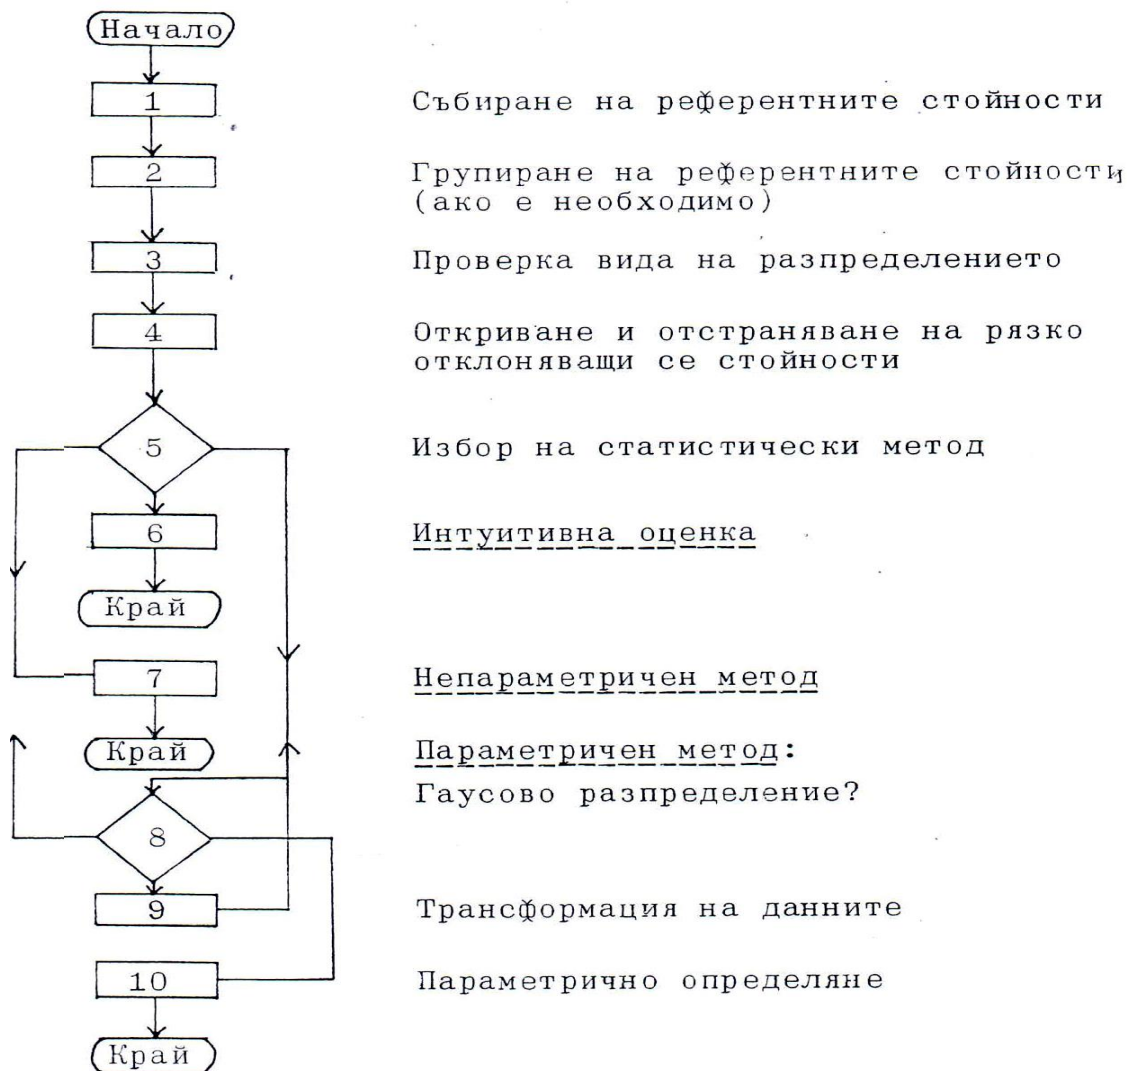 Начало
1 Събиране на референтните стойности
2 Групиране на референтните стойности
(ако е необходимо)
3 Проверка вида на разпределението
4 Откриване и отстраняване на рязко
отклоняващи се стойности
5 Избор на статистически метод
6 Интуитивна оценка
Край
7 Непараметричен метод
Край
Параметричен метод:
Гаусово разпределение?
8
9 Трансформация на данните
10 Параметрично определяне
Край